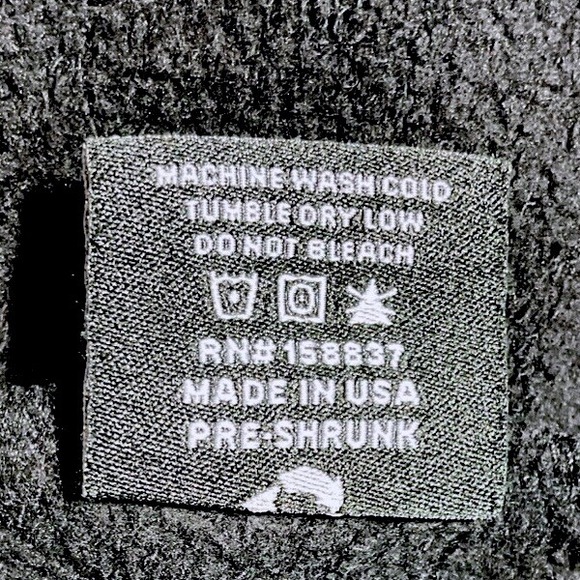 MACHINE WASH COLD
TUMBLE DRY LOW
DO NOT BLEACH
RN# 158837
MADE IN USA
PRE-SHRUNK